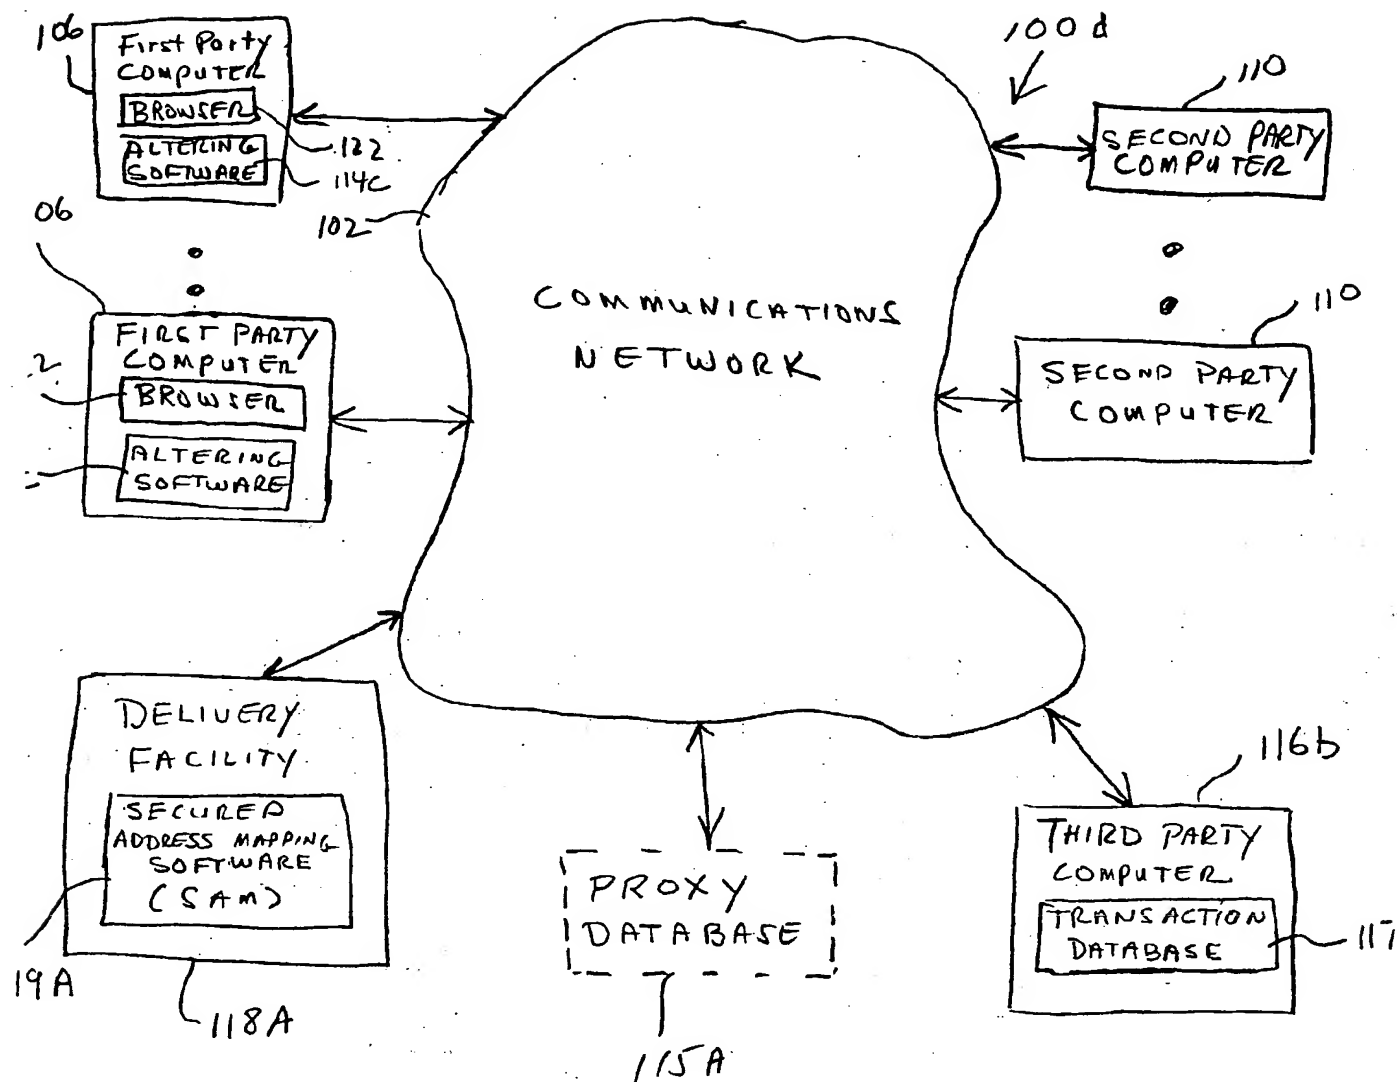 106
First Party
COMPUTER
BROWSER
122
ALTERING
SOFTWARE
114C
102
100d
110
SECOND PARTY
COMPUTER
06
FIRST PARTY
COMPUTER
2
BROWSER
ALTERING
SOFTWARE
COMMUNICATIONS
NETWORK
110
SECOND PARTY
COMPUTER
DELIVERY
FACILITY
SECURED
ADDRESS MAPPING
SOFTWARE
(SAM)
19A
118A
PROXY
DATABASE
115A
116b
THIRD PARTY
COMPUTER
TRANSACTION
DATABASE
117